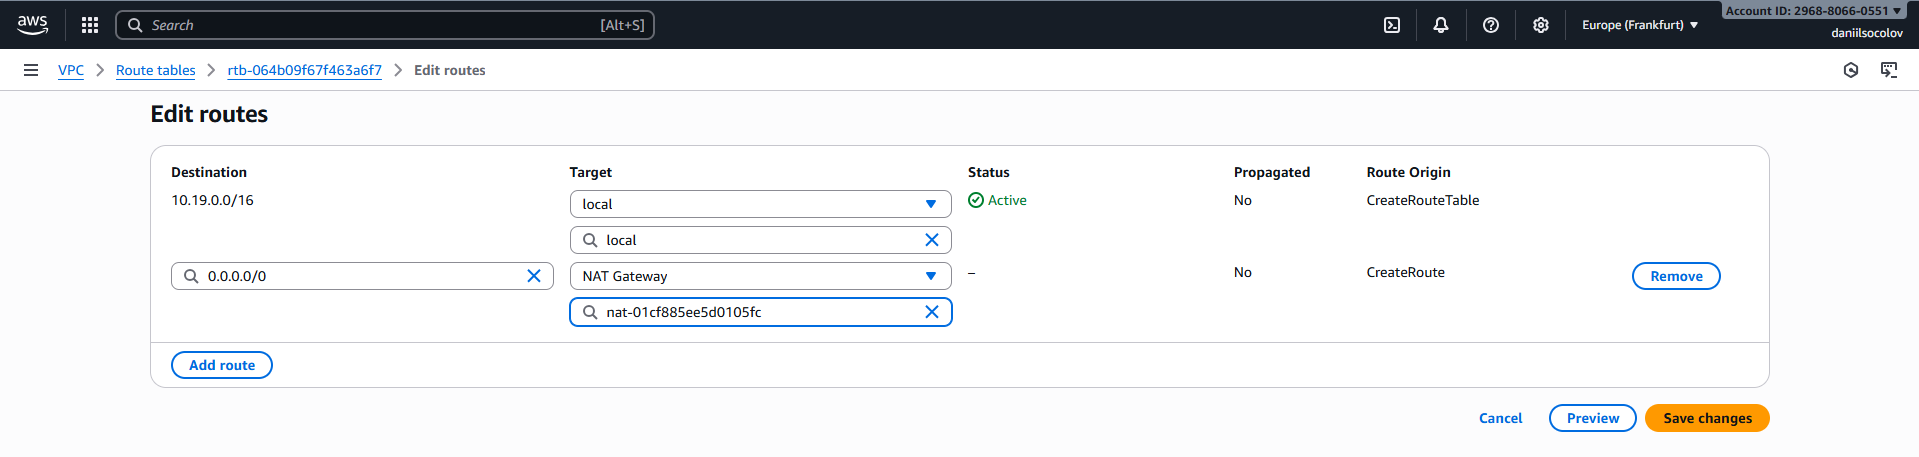 aws
Search [Alt+S]
Europe (Frankfurt)
Account ID: 2968-8066-0551
daniilsocolov
VPC > Route tables > rtb-064b09f67f463a6f7 > Edit routes
Edit routes
Destination Target Status Propagated Route Origin
10.19.0.0/16 local Active No CreateRouteTable
local
0.0.0.0/0 NAT Gateway – No CreateRoute Remove
nat-01cf885ee5d0105fc
Add route
Cancel Preview Save changes